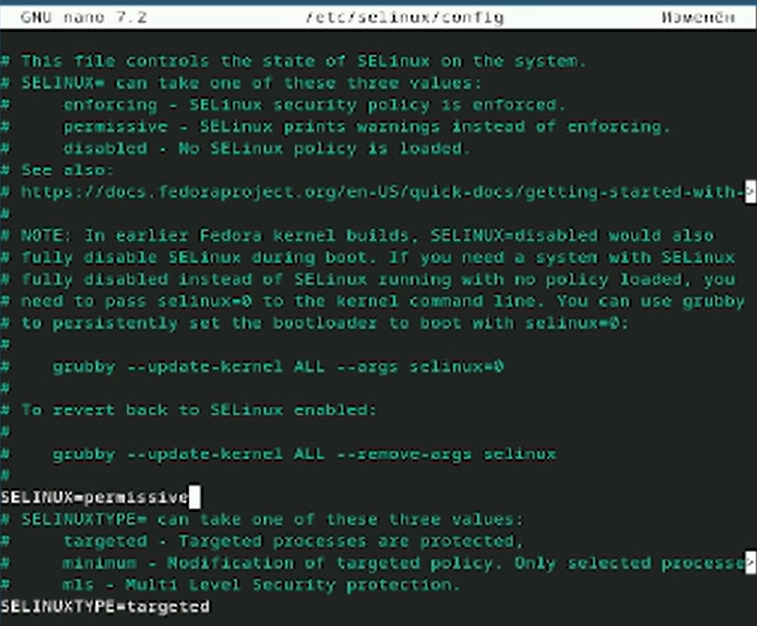 GNU nano 7.2 /etc/selinux/config Изменён
# This file controls the state of SELinux on the system.
# SELINUX= can take one of these three values:
#     enforcing - SELinux security policy is enforced.
#     permissive - SELinux prints warnings instead of enforcing.
#     disabled - No SELinux policy is loaded.
# See also:
# https://docs.fedoraproject.org/en-US/quick-docs/getting-started-with->
#
# NOTE: In earlier Fedora kernel builds, SELINUX=disabled would also
# fully disable SELinux during boot. If you need a system with SELinux
# fully disabled instead of SELinux running with no policy loaded, you
# need to pass selinux=0 to the kernel command line. You can use grubby
# to persistently set the bootloader to boot with selinux=0:
#
#    grubby --update-kernel ALL --args selinux=0
#
# To revert back to SELinux enabled:
#
#    grubby --update-kernel ALL --remove-args selinux
#
SELINUX=permissive
# SELINUXTYPE= can take one of these three values:
#     targeted - Targeted processes are protected,
#     minimum - Modification of targeted policy. Only selected processe>
#     mls - Multi Level Security protection.
SELINUXTYPE=targeted